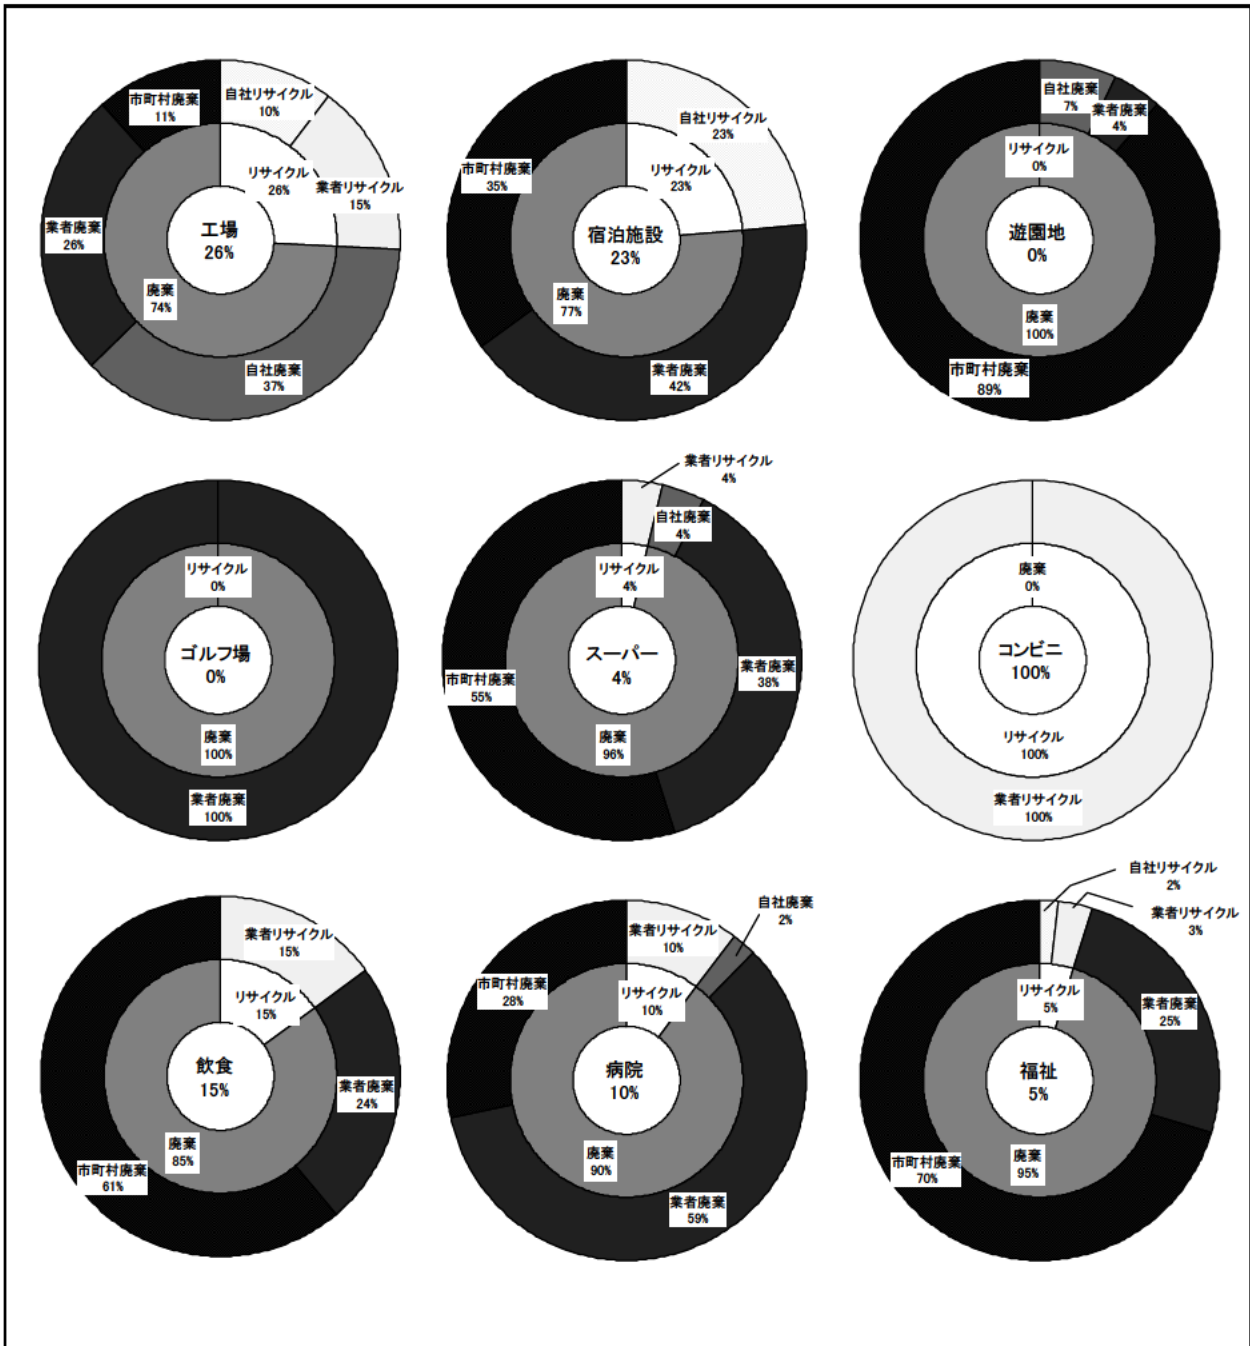 市町村廃棄
11%
自社リサイクル
10%
リサイクル
26%
業者リサイクル
15%
業者廃棄
26%
工場
26%
廃棄
74%
自社廃棄
37%
自社リサイクル
23%
市町村廃棄
35%
リサイクル
23%
宿泊施設
23%
廃棄
77%
業者廃棄
42%
自社廃棄
7%
業者廃棄
4%
リサイクル
0%
遊園地
0%
廃棄
100%
市町村廃棄
89%
リサイクル
0%
ゴルフ場
0%
廃棄
100%
業者廃棄
100%
業者リサイクル
4%
自社廃棄
4%
リサイクル
4%
スーパー
4%
市町村廃棄
55%
業者廃棄
38%
廃棄
96%
廃棄
0%
コンビニ
100%
リサイクル
100%
業者リサイクル
100%
業者リサイクル
15%
リサイクル
15%
飲食
15%
業者廃棄
24%
廃棄
85%
市町村廃棄
61%
自社廃棄
2%
業者リサイクル
10%
市町村廃棄
28%
リサイクル
10%
病院
10%
廃棄
90%
業者廃棄
59%
自社リサイクル
2%
業者リサイクル
3%
リサイクル
5%
業者廃棄
25%
福祉
5%
廃棄
95%
市町村廃棄
70%